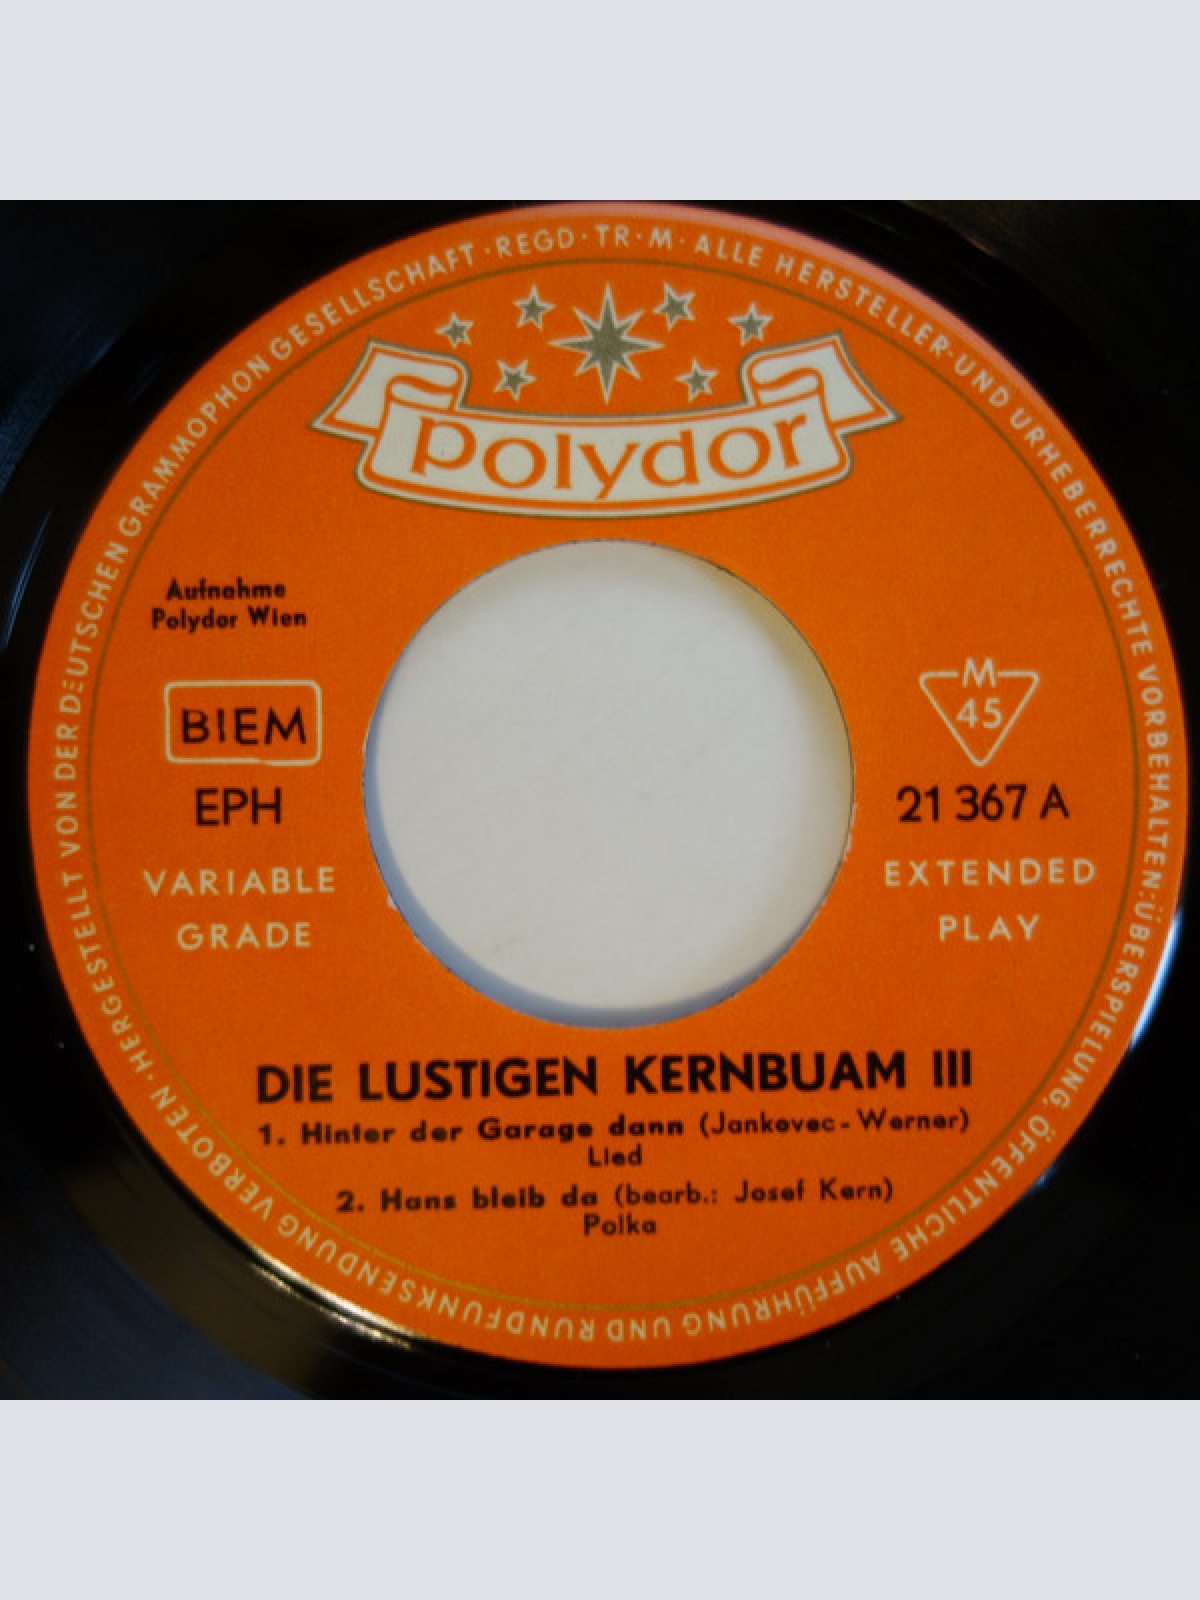 HERGESTELLT VON DER DEUTSCHEN GRAMMOPHON GESELLSCHAFT · REGD · TR · M · ALLE HERSTELLER- UND URHEBERRECHTE VORBEHALTEN: ÜBERSPIELUNG, ÖFFENTLICHE AUFFÜHRUNG UND RUNDFUNKSENDUNG VERBOTEN ·
polydor
Aufnahme
Polydor Wien
BIEM
EPH
VARIABLE
GRADE
M
45
21 367 A
EXTENDED
PLAY
DIE LUSTIGEN KERNBUAM III
1. Hinter der Garage dann (Jankovec-Werner)
Lied
2. Hans bleib da (bearb.: Josef Kern)
Polka